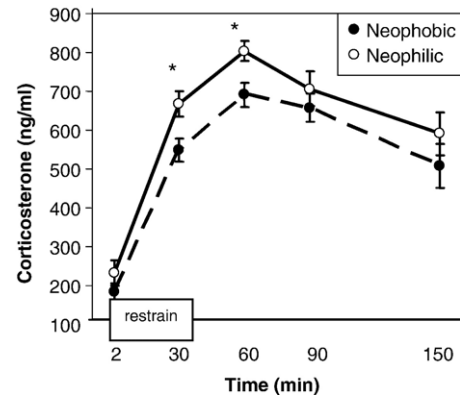 900
800
700
600
500
400
300
200
100
Corticosterone (ng/ml)
* *
Neophobic
Neophilic
restrain
2 30 60 90 150
Time (min)